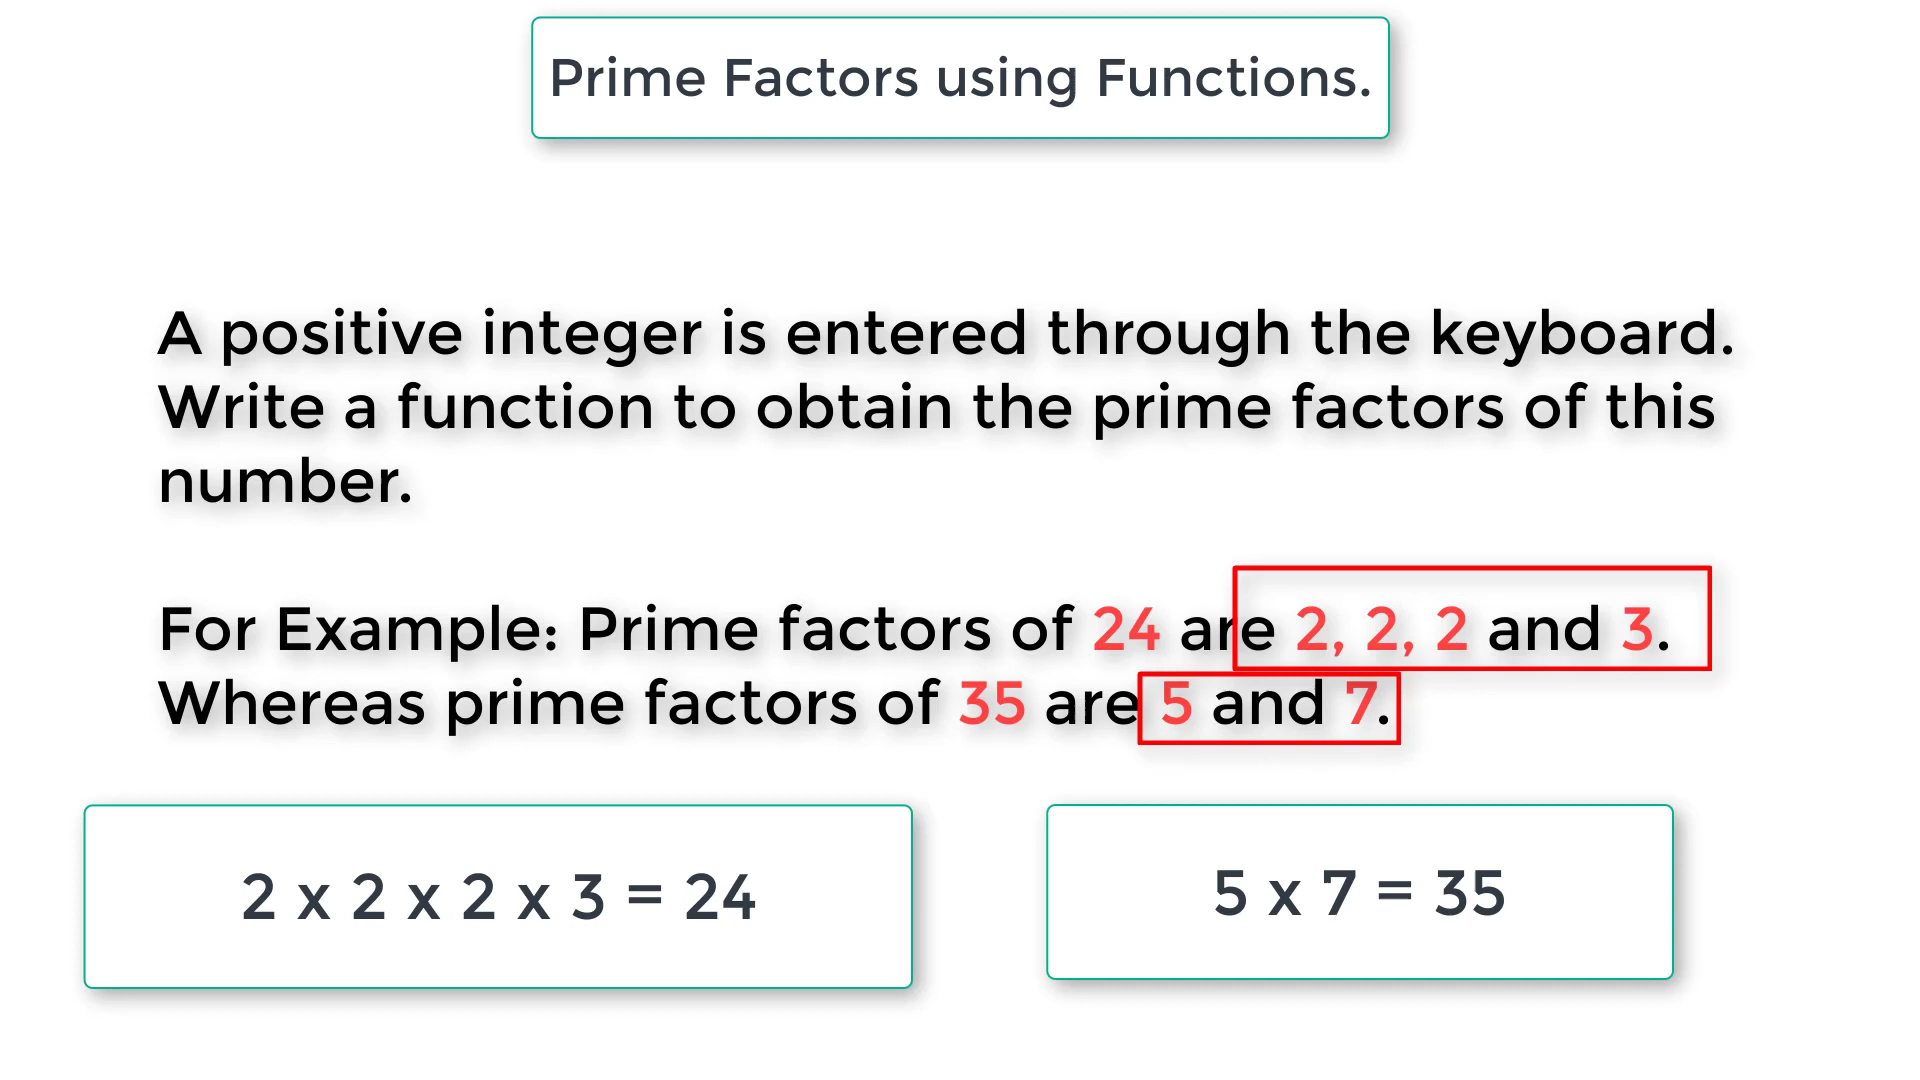 Prime Factors using Functions.
A positive integer is entered through the keyboard.
Write a function to obtain the prime factors of this
number.
For Example: Prime factors of 24 are 2, 2, 2 and 3.
Whereas prime factors of 35 are 5 and 7.
2 x 2 x 2 x 3 = 24
5 x 7 = 35